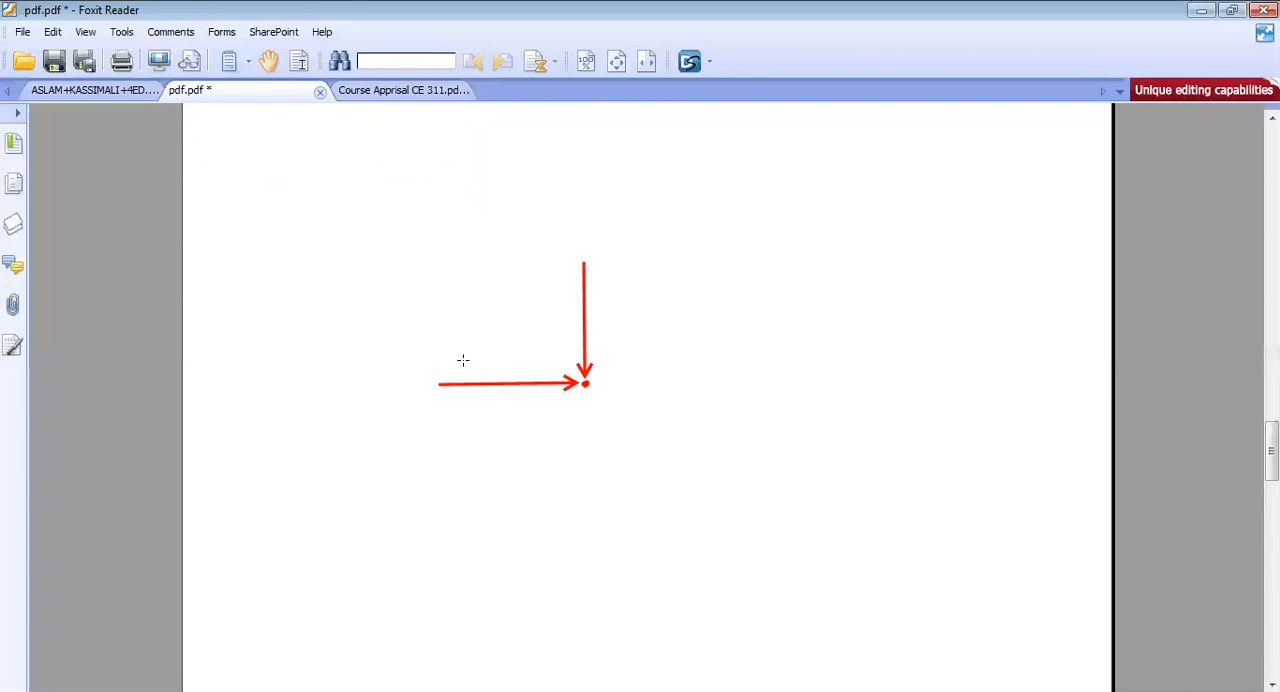 pdf.pdf * - Foxit Reader
File Edit View Tools Comments Forms SharePoint Help
ASLAM+KASSIMALI+4ED.... pdf.pdf * Course Apprisal CE 311.pd... Unique editing capabilities